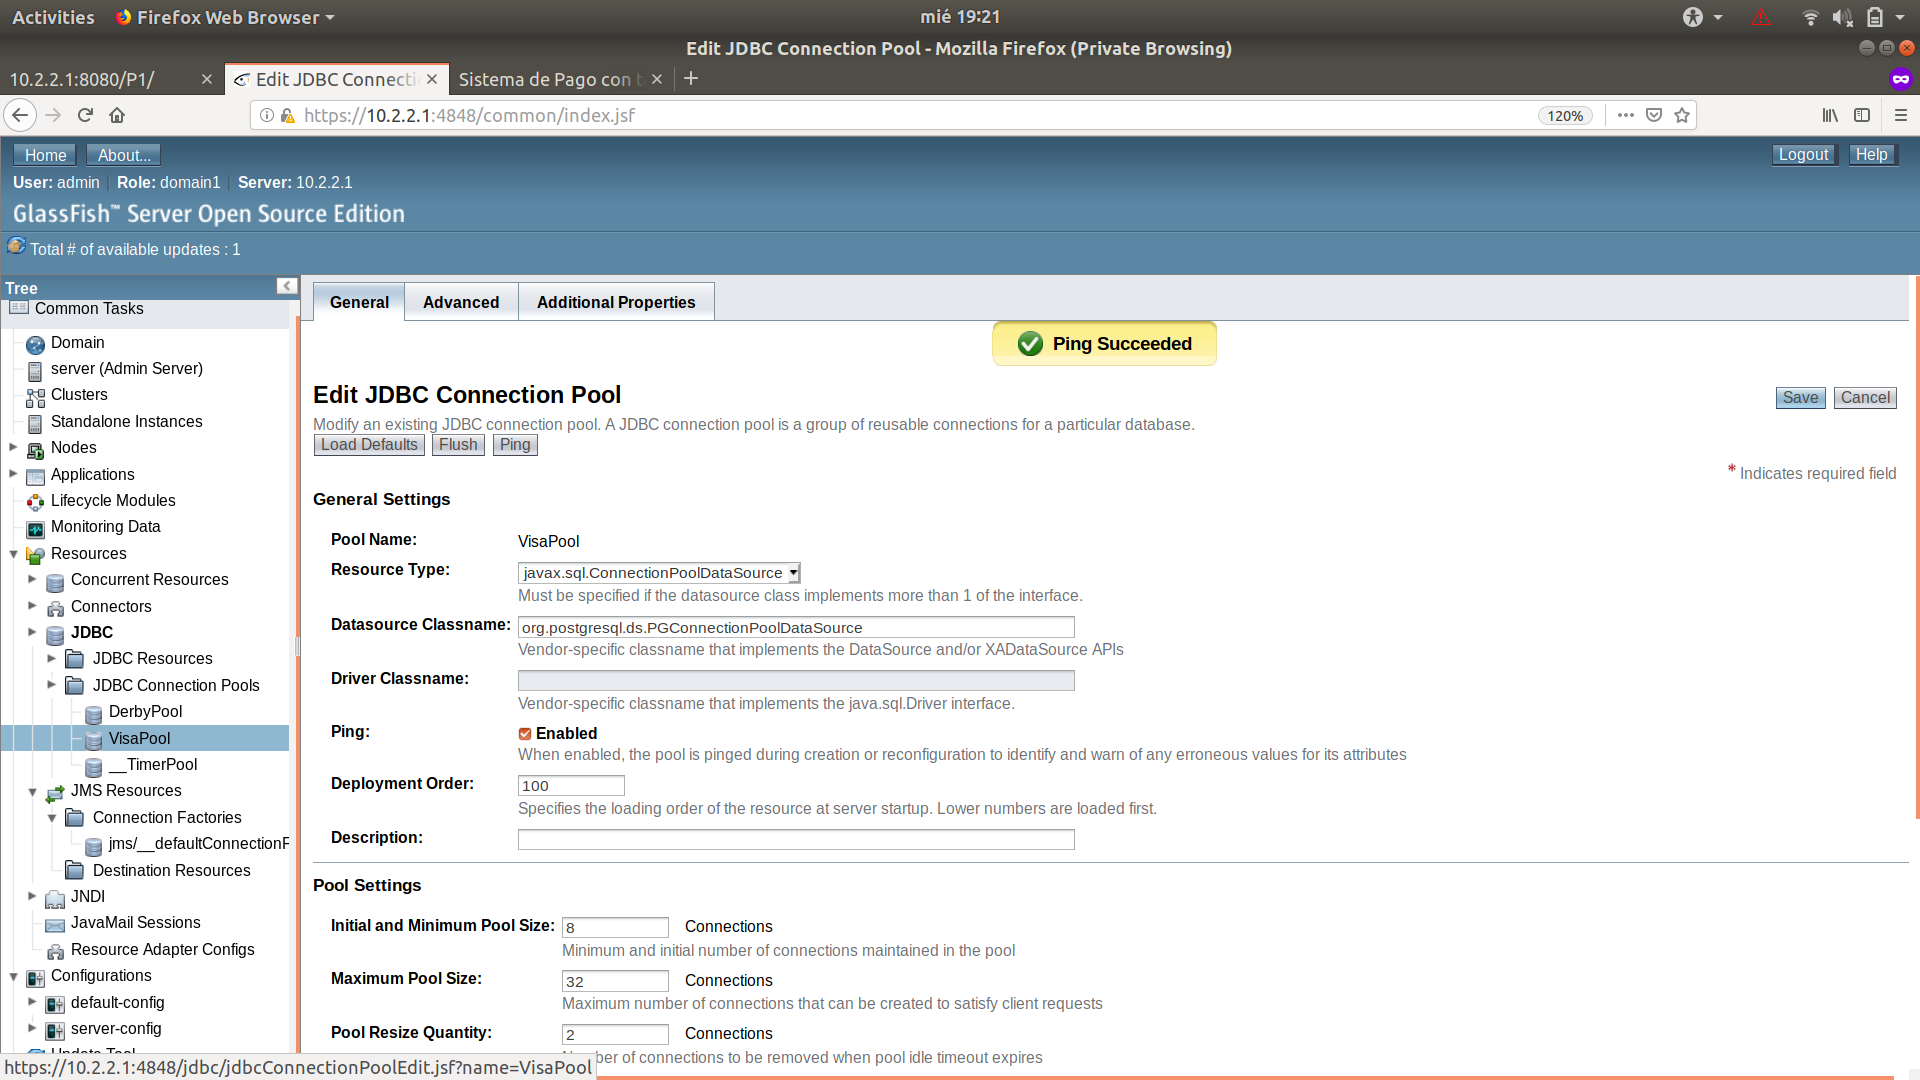 Activities
Firefox Web Browser
mié 19:21
Edit JDBC Connection Pool - Mozilla Firefox (Private Browsing)
10.2.2.1:8080/P1/
Edit JDBC Connecti
Sistema de Pago con t
https://10.2.2.1:4848/common/index.jsf
120%
Home
About...
Logout
Help
User: admin
Role: domain1
Server: 10.2.2.1
GlassFish™ Server Open Source Edition
Total # of available updates : 1
Tree
Common Tasks
Domain
server (Admin Server)
Clusters
Standalone Instances
Nodes
Applications
Lifecycle Modules
Monitoring Data
Resources
Concurrent Resources
Connectors
JDBC
JDBC Resources
JDBC Connection Pools
DerbyPool
VisaPool
__TimerPool
JMS Resources
Connection Factories
jms/__defaultConnectionF
Destination Resources
JNDI
JavaMail Sessions
Resource Adapter Configs
Configurations
default-config
server-config
Update Tool
https://10.2.2.1:4848/jdbc/jdbcConnectionPoolEdit.jsf?name=VisaPool
General
Advanced
Additional Properties
Ping Succeeded
Edit JDBC Connection Pool
Save
Cancel
Modify an existing JDBC connection pool. A JDBC connection pool is a group of reusable connections for a particular database.
Load Defaults
Flush
Ping
* Indicates required field
General Settings
Pool Name: VisaPool
Resource Type: javax.sql.ConnectionPoolDataSource
Must be specified if the datasource class implements more than 1 of the interface.
Datasource Classname: org.postgresql.ds.PGConnectionPoolDataSource
Vendor-specific classname that implements the DataSource and/or XADataSource APIs
Driver Classname:
Vendor-specific classname that implements the java.sql.Driver interface.
Ping: Enabled
When enabled, the pool is pinged during creation or reconfiguration to identify and warn of any erroneous values for its attributes
Deployment Order: 100
Specifies the loading order of the resource at server startup. Lower numbers are loaded first.
Description:
Pool Settings
Initial and Minimum Pool Size: 8 Connections
Minimum and initial number of connections maintained in the pool
Maximum Pool Size: 32 Connections
Maximum number of connections that can be created to satisfy client requests
Pool Resize Quantity: 2 Connections
ber of connections to be removed when pool idle timeout expires